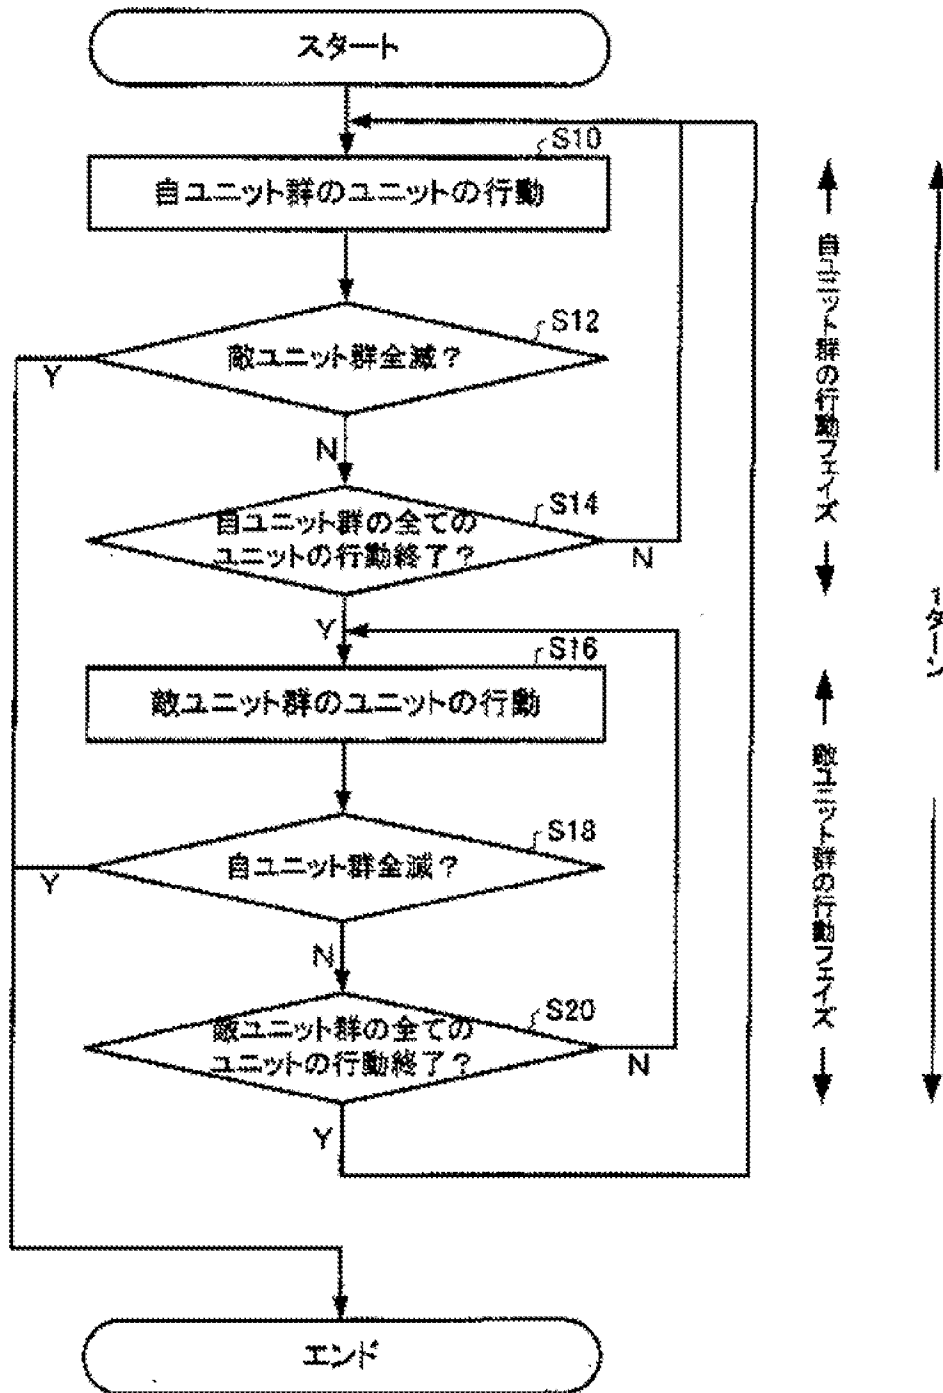 スタート
S10
自ユニット群のユニットの行動
S12
敵ユニット群全滅？
Y
N
S14
自ユニット群の全ての
ユニットの行動終了？
N
Y
S16
敵ユニット群のユニットの行動
S18
自ユニット群全滅？
Y
N
S20
敵ユニット群の全ての
ユニットの行動終了？
N
Y
エンド
自ユニット群の行動フェイズ
敵ユニット群の行動フェイズ
1ターン